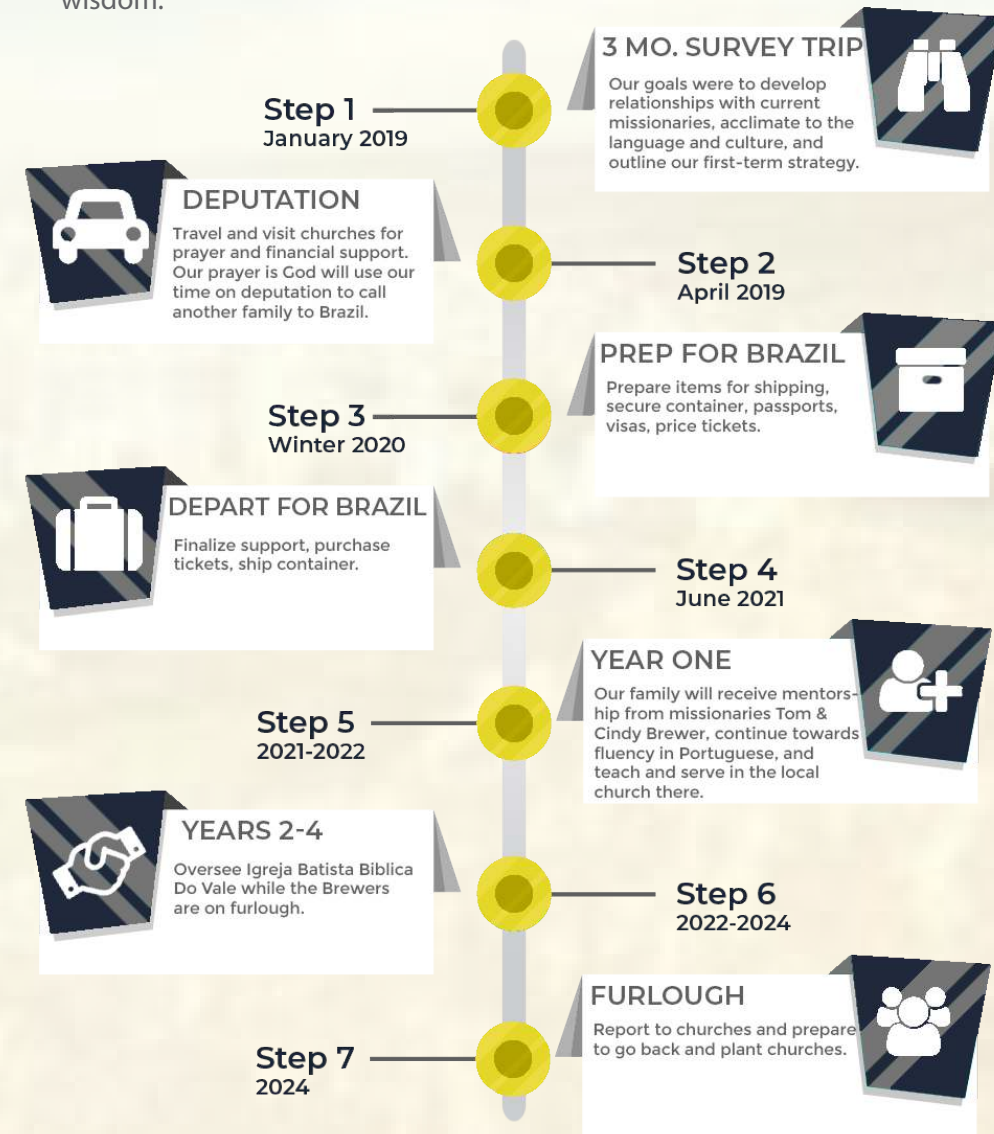 wisdom.
Step 1
January 2019
3 MO. SURVEY TRIP
Our goals were to develop
relationships with current
missionaries, acclimate to the
language and culture, and
outline our first-term strategy.
DEPUTATION
Travel and visit churches for
prayer and financial support.
Our prayer is God will use our
time on deputation to call
another family to Brazil.
Step 2
April 2019
Step 3
Winter 2020
PREP FOR BRAZIL
Prepare items for shipping,
secure container, passports,
visas, price tickets.
DEPART FOR BRAZIL
Finalize support, purchase
tickets, ship container.
Step 4
June 2021
Step 5
2021-2022
YEAR ONE
Our family will receive mentors-
hip from missionaries Tom &
Cindy Brewer, continue towards
fluency in Portuguese, and
teach and serve in the local
church there.
YEARS 2-4
Oversee Igreja Batista Biblica
Do Vale while the Brewers
are on furlough.
Step 6
2022-2024
Step 7
2024
FURLOUGH
Report to churches and prepare
to go back and plant churches.